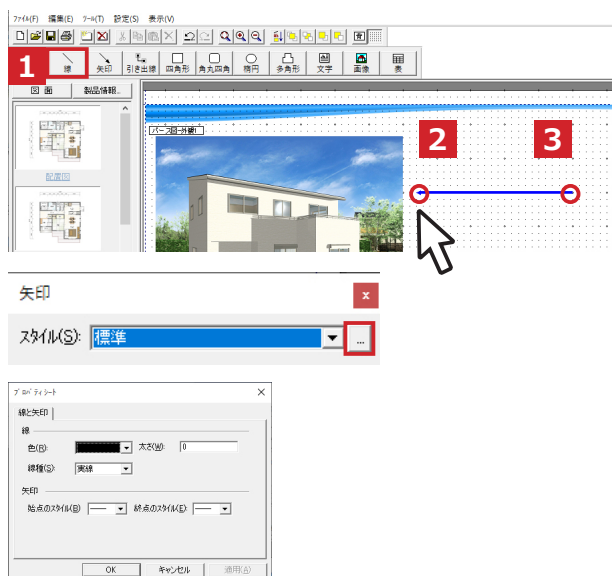 ファイル(F) 編集(E) ツール(T) 設定(S) 表示(V)
1
線 矢印 引き出線 四角形 角丸四角 楕円 多角形 文字 画像 表
図 面 製品情報...
パース図-外観1
2 3
配置図
矢印 x
スタイル(S): 標準 ...
プロパティシート
線と矢印
線
色(R): 太さ(W): 0
線種(S): 実線
矢印
始点のスタイル(B) 終点のスタイル(E):
OK キャンセル 適用(A)